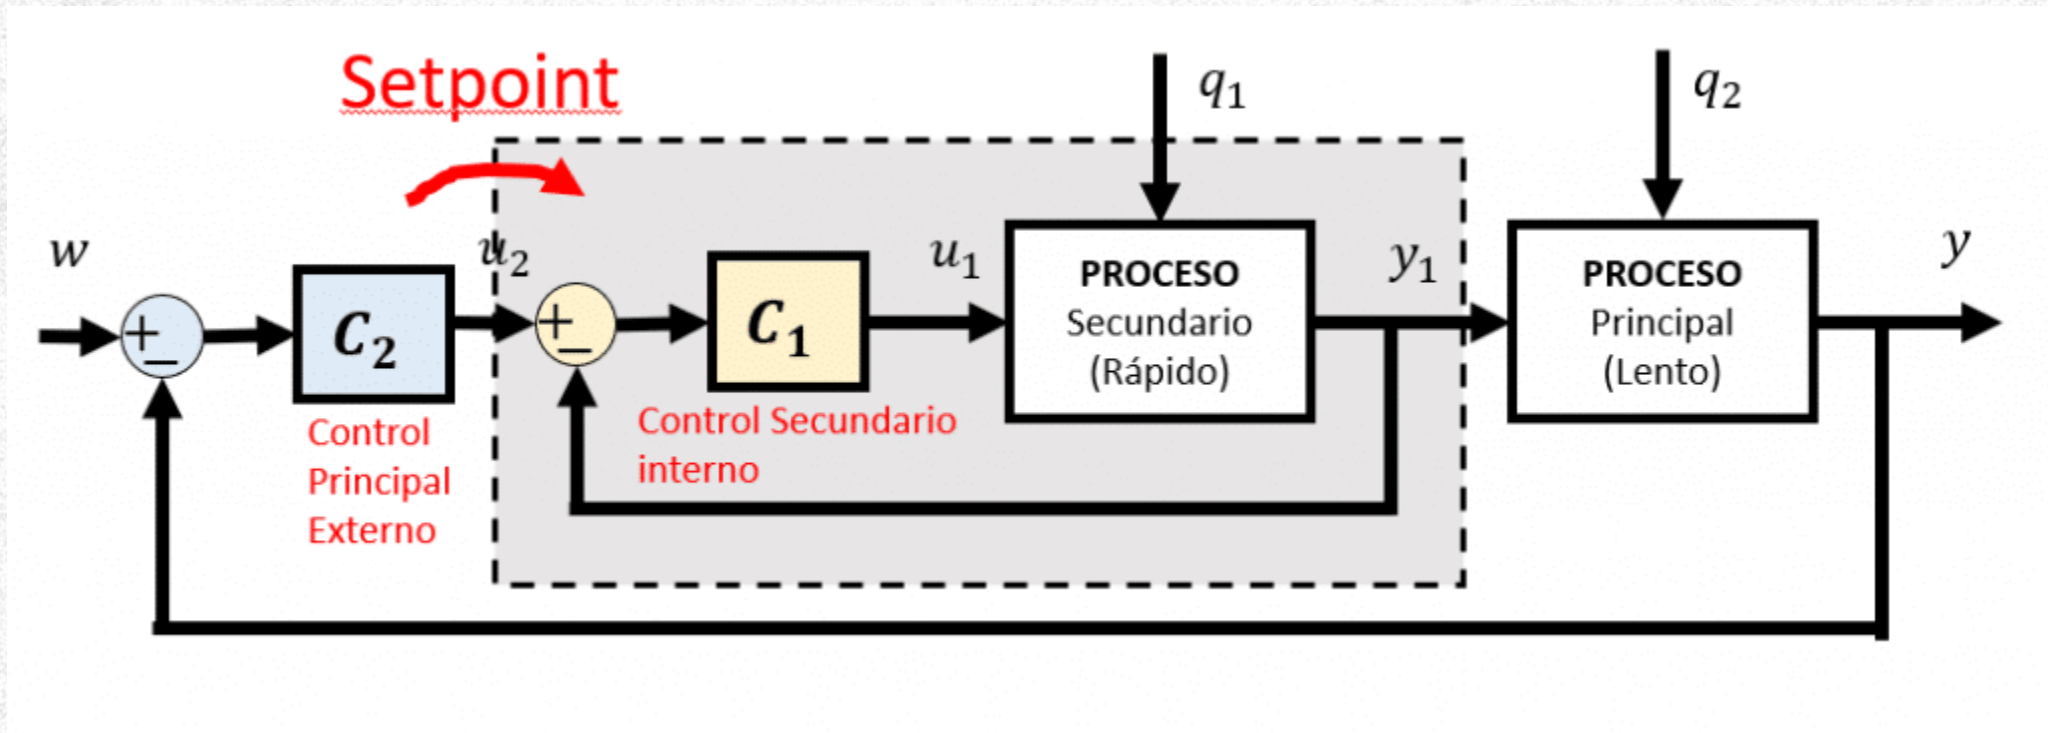 Setpoint
q₁
q₂
w
u₂
u₁
y₁
y
+
−
C₂
+
−
C₁
PROCESO
Secundario
(Rápido)
PROCESO
Principal
(Lento)
Control
Principal
Externo
Control Secundario
interno